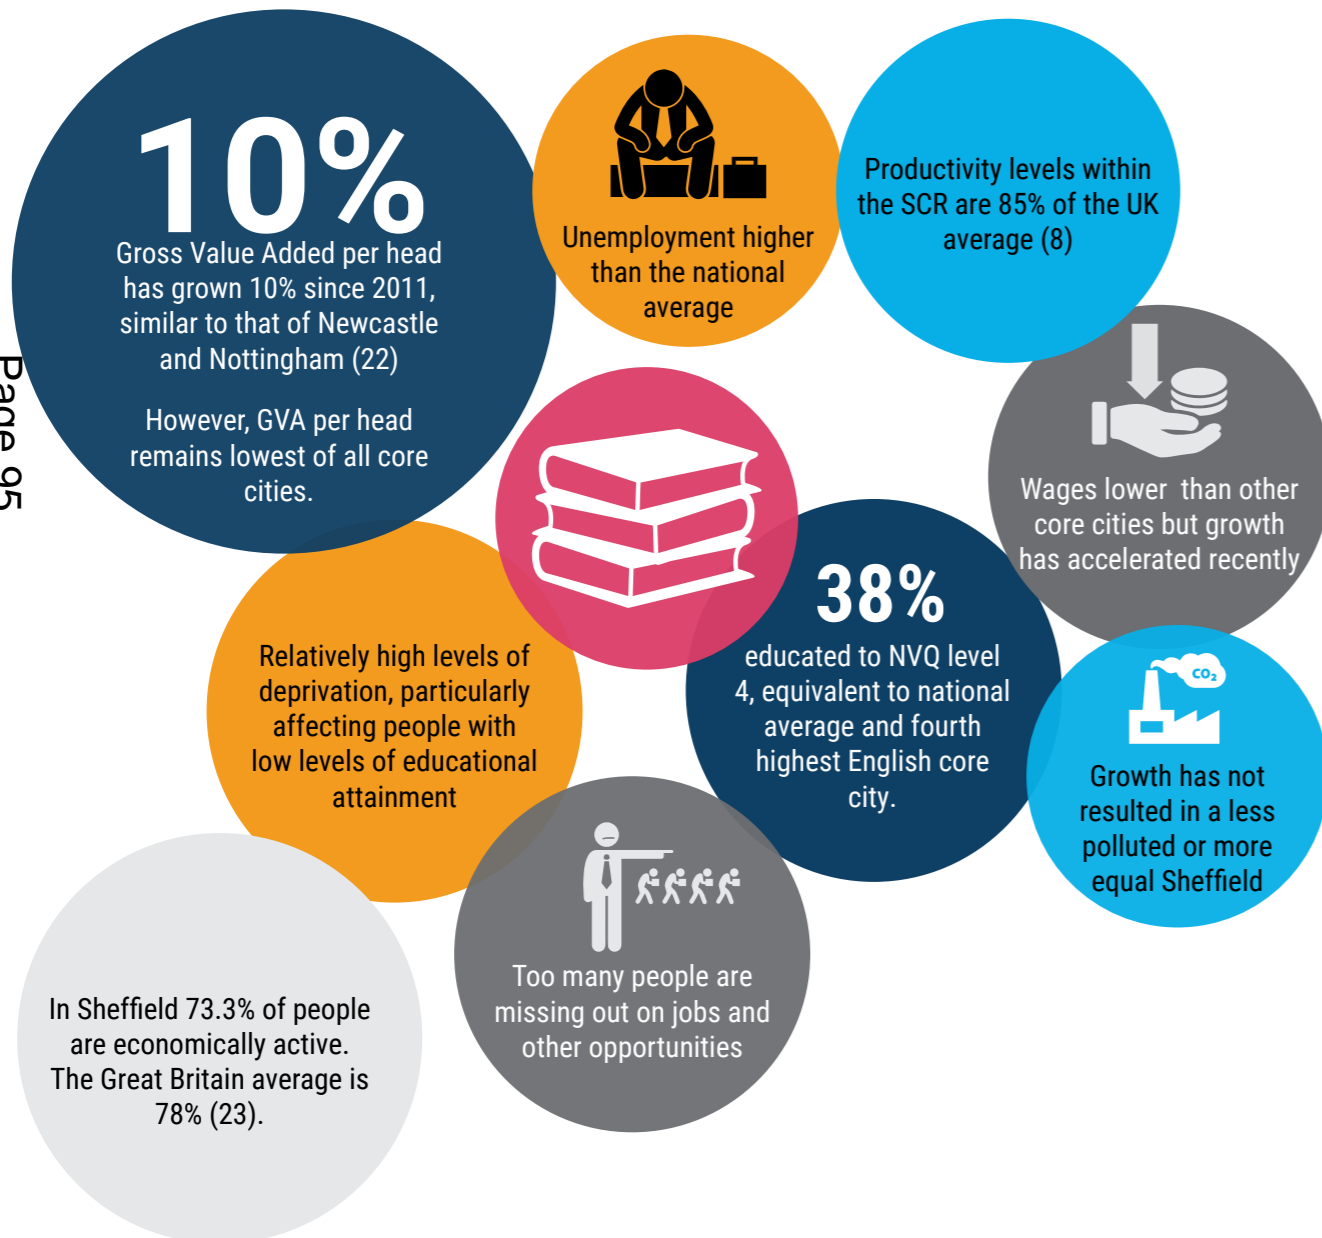 10%
Gross Value Added per head
has grown 10% since 2011,
similar to that of Newcastle
and Nottingham (22)
However, GVA per head
remains lowest of all core
cities.
Unemployment higher
than the national
average
Productivity levels within
the SCR are 85% of the UK
average (8)
Wages lower than other
core cities but growth
has accelerated recently
Page 95
38%
educated to NVQ level
4, equivalent to national
average and fourth
highest English core
city.
Relatively high levels of
deprivation, particularly
affecting people with
low levels of educational
attainment
CO₂
Growth has not
resulted in a less
polluted or more
equal Sheffield
Too many people are
missing out on jobs and
other opportunities
In Sheffield 73.3% of people
are economically active.
The Great Britain average is
78% (23).